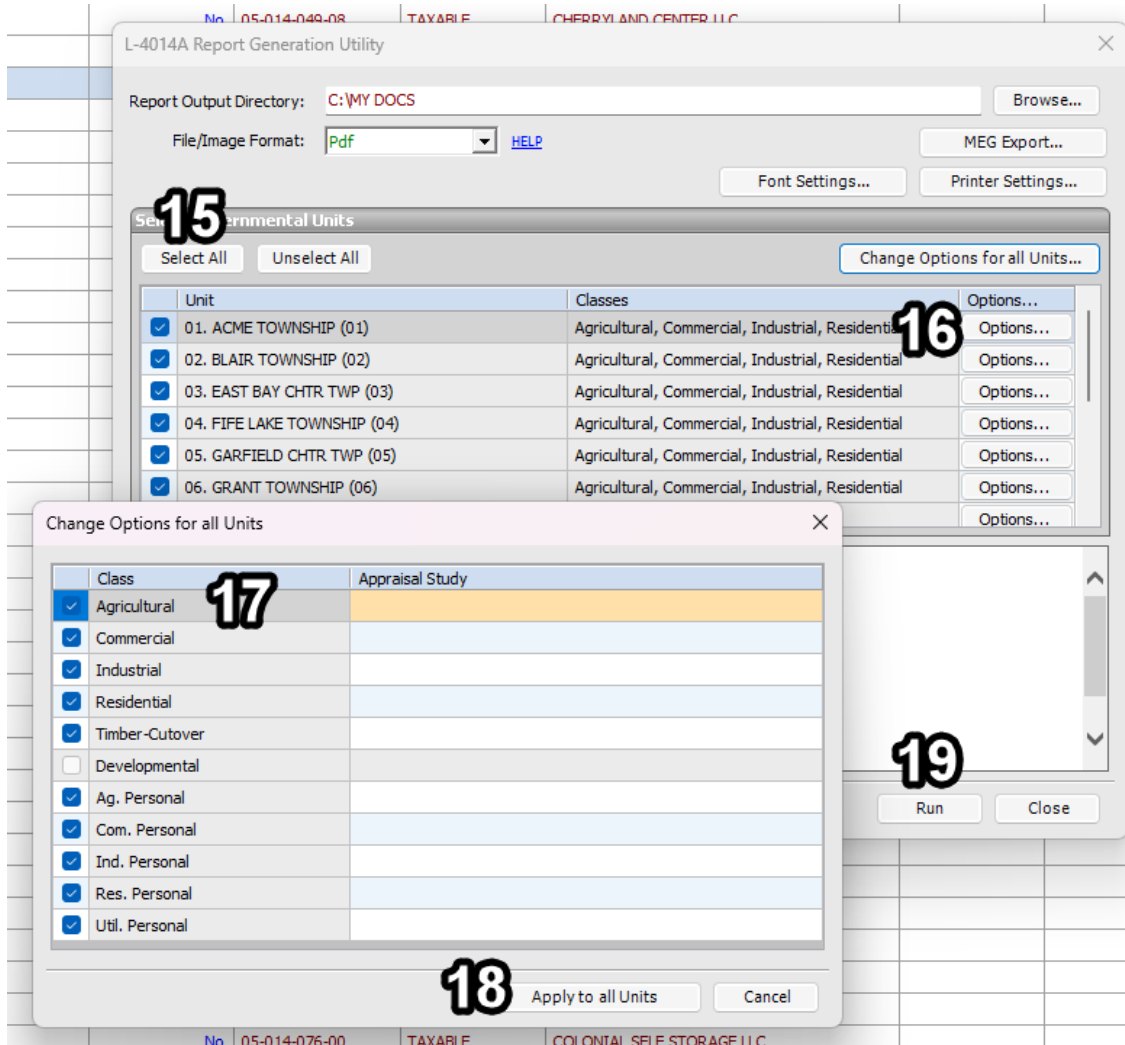 No 05-014-049-08 TAXABLE CHERRYLAND CENTER LLC
L-4014A Report Generation Utility
Report Output Directory: C:\MY DOCS Browse...
File/Image Format: Pdf HELP MEG Export...
Font Settings... Printer Settings...
15
Units
Select All Unselect All Change Options for all Units...
Unit Classes Options...
01. ACME TOWNSHIP (01) Agricultural, Commercial, Industrial, Residential 16 Options...
02. BLAIR TOWNSHIP (02) Agricultural, Commercial, Industrial, Residential Options...
03. EAST BAY CHTR TWP (03) Agricultural, Commercial, Industrial, Residential Options...
04. FIFE LAKE TOWNSHIP (04) Agricultural, Commercial, Industrial, Residential Options...
05. GARFIELD CHTR TWP (05) Agricultural, Commercial, Industrial, Residential Options...
06. GRANT TOWNSHIP (06) Agricultural, Commercial, Industrial, Residential Options...
Options...
Change Options for all Units
Class 17 Appraisal Study
Agricultural
Commercial
Industrial
Residential
Timber-Cutover
Developmental
19
Ag. Personal
Run Close
Com. Personal
Ind. Personal
Res. Personal
Util. Personal
18 Apply to all Units Cancel
No 05-014-076-00 TAXABLE COLONIAL SELF STORAGE LLC